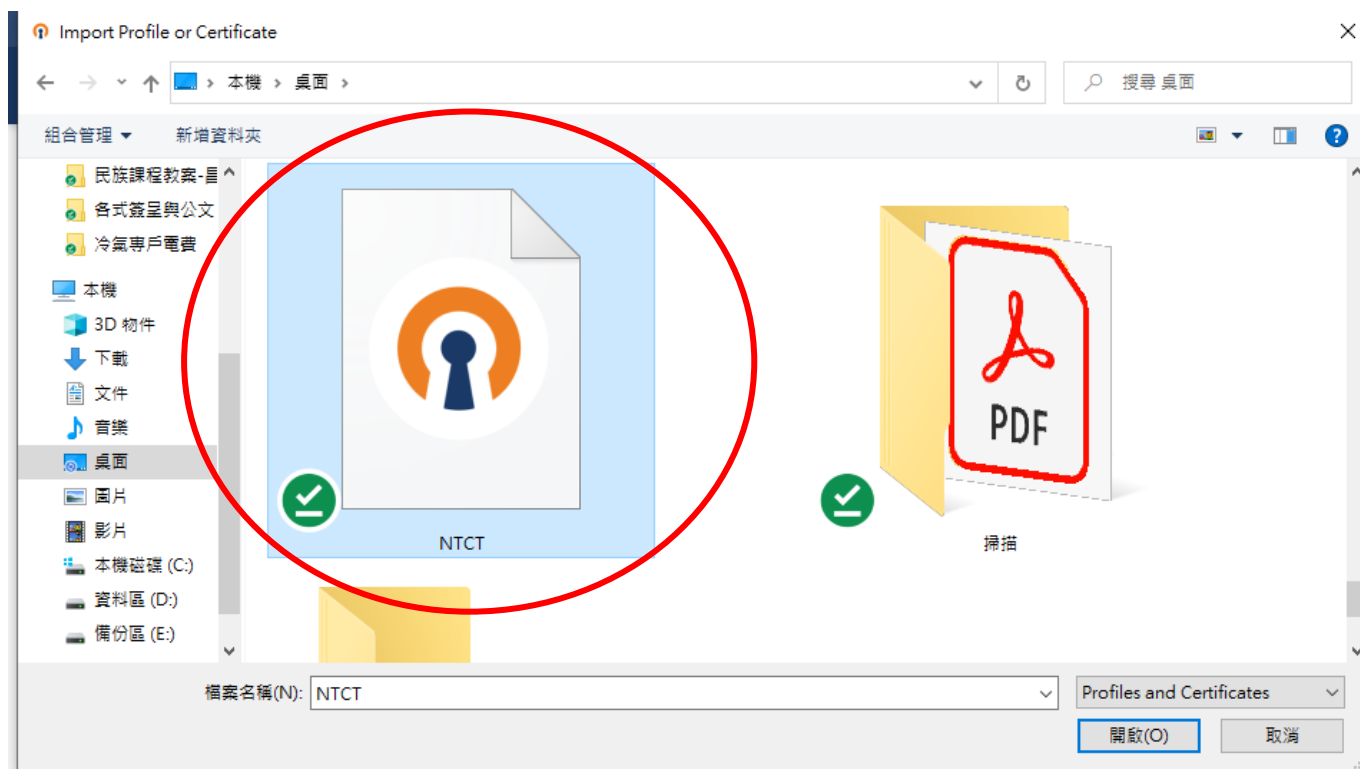 Import Profile or Certificate
本機 › 桌面 ›
搜尋 桌面
組合管理
新增資料夾
民族課程教案-
各式簽呈與公文
冷氣專戶電費
本機
3D 物件
下載
文件
音樂
桌面
圖片
影片
本機磁碟 (C:)
資料區 (D:)
備份區 (E:)
PDF
NTCT
掃描
檔案名稱(N): NTCT
Profiles and Certificates
開啟(O)
取消